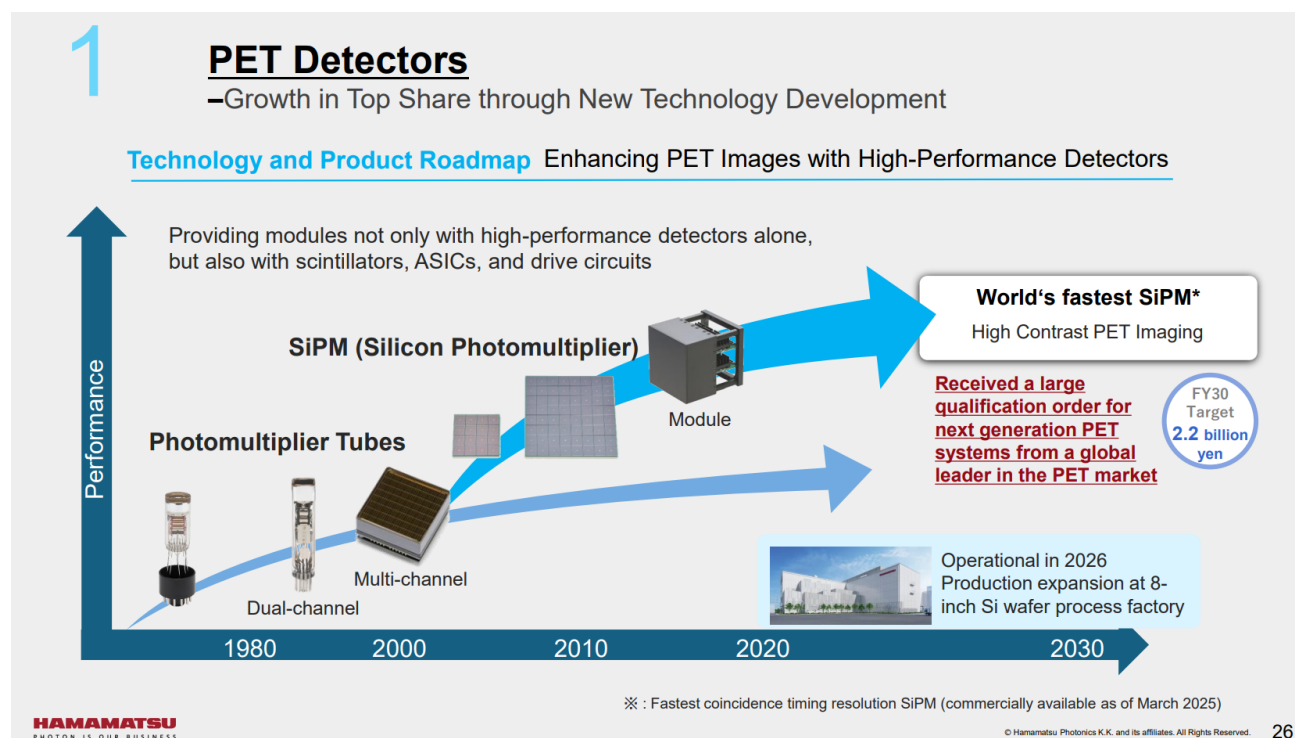 1
PET Detectors
–Growth in Top Share through New Technology Development
Technology and Product Roadmap Enhancing PET Images with High-Performance Detectors
Providing modules not only with high-performance detectors alone,
but also with scintillators, ASICs, and drive circuits
World‘s fastest SiPM*
High Contrast PET Imaging
SiPM (Silicon Photomultiplier)
Module
Received a large
qualification order for
next generation PET
systems from a global
leader in the PET market
FY30
Target
2.2 billion
yen
Performance
Photomultiplier Tubes
Multi-channel
Dual-channel
Operational in 2026
Production expansion at 8-
inch Si wafer process factory
1980 2000 2010 2020 2030
※ : Fastest coincidence timing resolution SiPM (commercially available as of March 2025)
HAMAMATSU
PHOTON IS OUR BUSINESS
© Hamamatsu Photonics K.K. and its affiliates. All Rights Reserved. 26